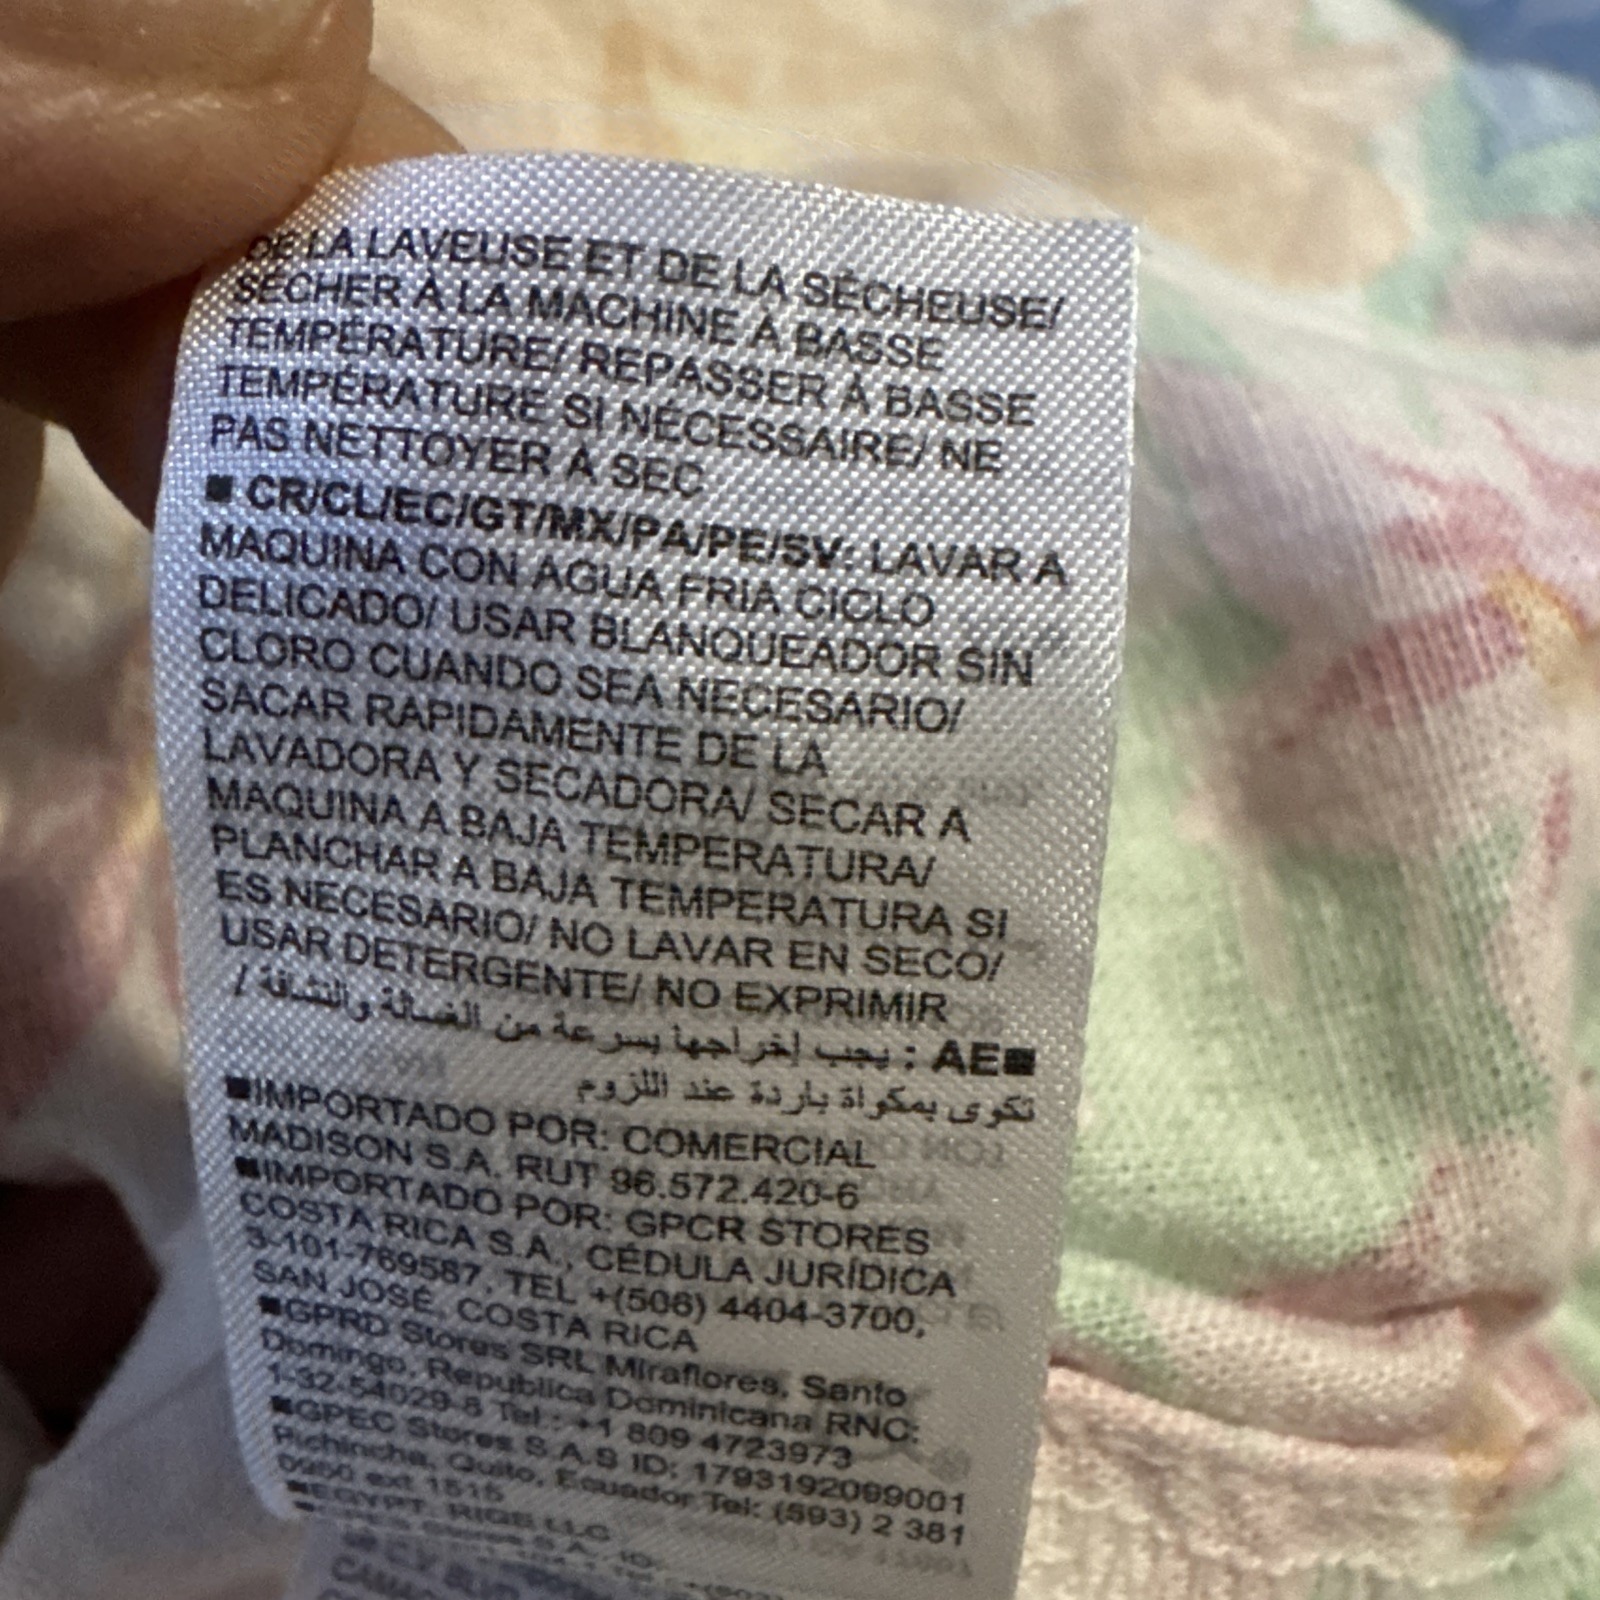 DE LA LAVEUSE ET DE LA SÉCHEUSE/
SÉCHER À LA MACHINE À BASSE
TEMPÉRATURE/ REPASSER À BASSE
TEMPÉRATURE SI NÉCESSAIRE/ NE
PAS NETTOYER À SEC
■ CR/CL/EC/GT/MX/PA/PE/SV: LAVAR A
MAQUINA CON AGUA FRIA CICLO
DELICADO/ USAR BLANQUEADOR SIN
CLORO CUANDO SEA NECESARIO/
SACAR RAPIDAMENTE DE LA
LAVADORA Y SECADORA/ SECAR A
MAQUINA A BAJA TEMPERATURA/
PLANCHAR A BAJA TEMPERATURA SI
ES NECESARIO/ NO LAVAR EN SECO/
USAR DETERGENTE/ NO EXPRIMIR
■AE : يجب إخراجها بسرعة من الغسالة والنشافة /
تكوى بمكواة باردة عند اللزوم
■IMPORTADO POR: COMERCIAL
MADISON S.A. RUT 96.572.420-6
■IMPORTADO POR: GPCR STORES
COSTA RICA S.A., CÉDULA JURÍDICA
3-101-769587, TEL +(506) 4404-3700,
SAN JOSÉ, COSTA RICA
■GPRD Stores SRL Miraflores, Santo
Domingo, Republica Dominicana RNC:
1-32-54029-8 Tel.: +1 809 4723973
■GPEC Stores S.A.S ID: 1793192099001
Pichincha, Quito, Ecuador Tel: (593) 2 381
0950 ext 1515
■EGYPT: RIGE LLC